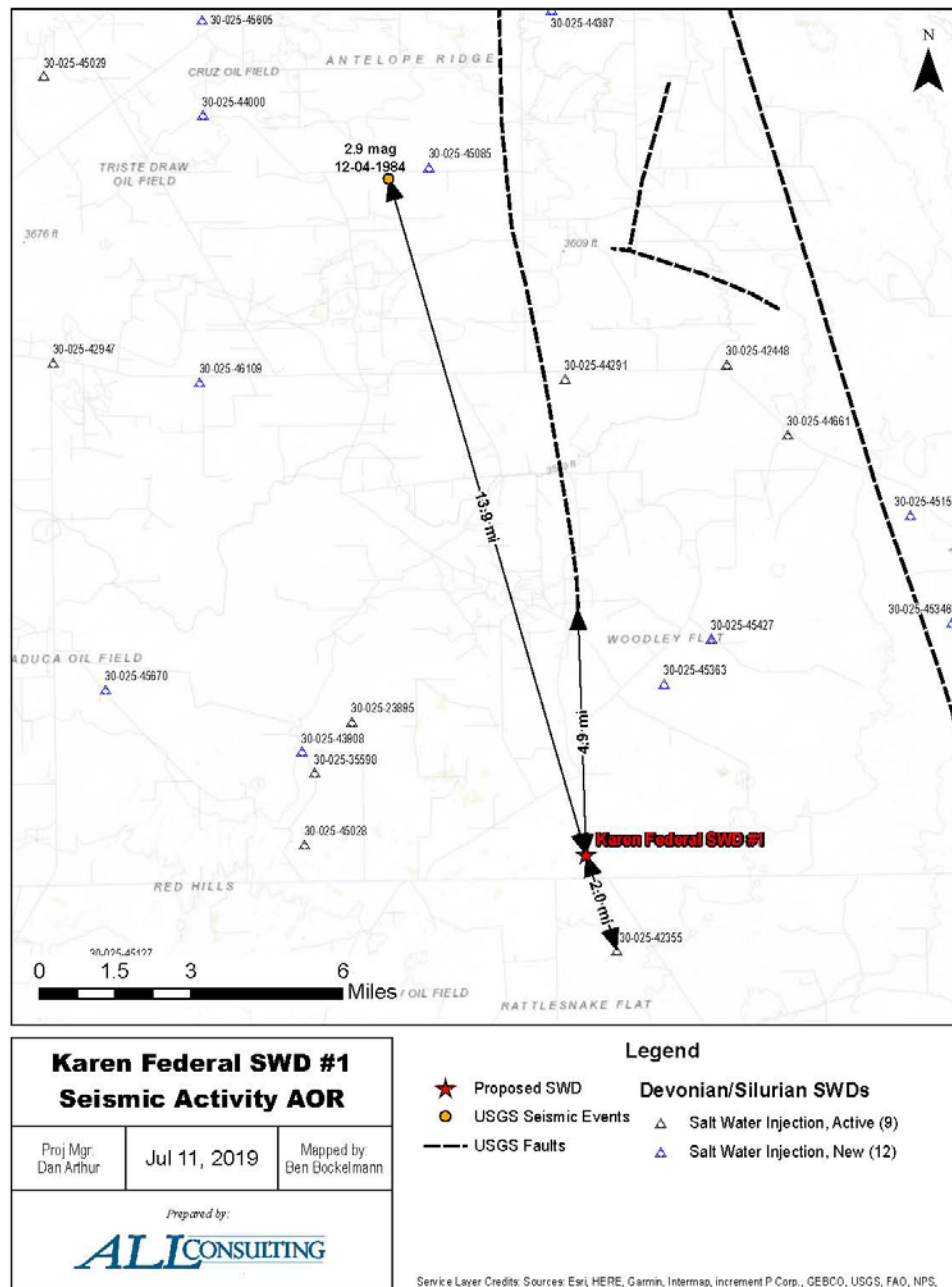 30-025-45605
30-025-44387
N
ANTELOPE RIDGE
30-025-45029
CRUZ OIL FIELD
30-025-44000
2.9 mag
12-04-1984
30-025-45085
TRISTE DRAW
OIL FIELD
3676 ft
3609 ft
30-025-42947
30-025-46109
30-025-44291
30-025-42448
30-025-44661
13.9 mi
30-025-4515
30-025-45346
WOODLEY FLAT
30-025-45427
ADUCA OIL FIELD
30-025-45670
30-025-45363
30-025-23895
4.9 mi
30-025-43908
30-025-35598
30-025-45028
Karen Federal SWD #1
RED HILLS
2.0 mi
30-025-42355
30-025-45127
0 1.5 3 6
Miles
OIL FIELD
RATTLESNAKE FLAT
Karen Federal SWD #1
Seismic Activity AOR
Proj Mgr:
Dan Arthur
Jul 11, 2019
Mapped by:
Ben Bockelmann
Prepared by:
ALL CONSULTING
Legend
Proposed SWD
USGS Seismic Events
USGS Faults
Devonian/Silurian SWDs
Salt Water Injection, Active (9)
Salt Water Injection, New (12)
Service Layer Credits: Sources: Esri, HERE, Garmin, Intermap, increment P Corp., GEBCO, USGS, FAO, NPS,